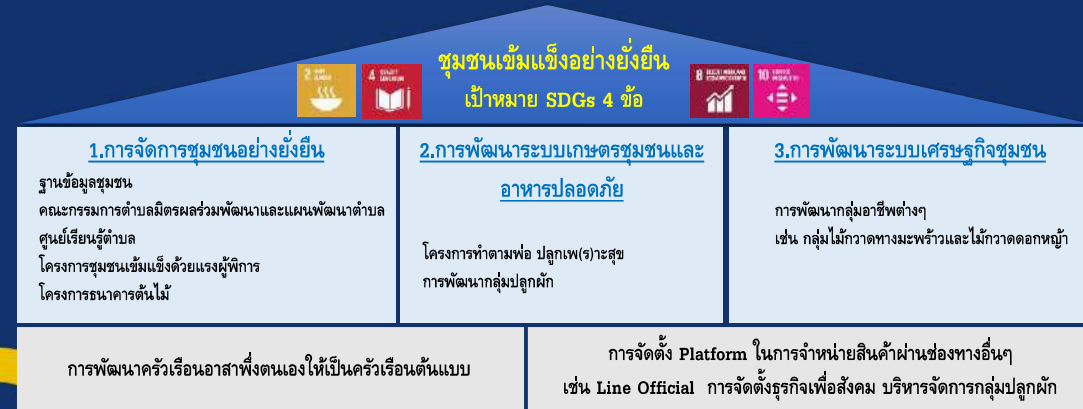 ชุมชนเข้มแข็งอย่างยั่งยืน
เป้าหมาย SDGs 4 ข้อ
2
4
8
10
1.การจัดการชุมชนอย่างยั่งยืน
ฐานข้อมูลชุมชน
คณะกรรมการตำบลมิตรผลร่วมพัฒนาและแผนพัฒนาตำบล
ศูนย์เรียนรู้ตำบล
โครงการชุมชนเข้มแข็งด้วยแรงผู้พิการ
โครงการธนาคารต้นไม้
2.การพัฒนาระบบเกษตรชุมชนและ
อาหารปลอดภัย
โครงการทำตามพ่อ ปลูกเพ(ร)าะสุข
การพัฒนากลุ่มปลูกผัก
3.การพัฒนาระบบเศรษฐกิจชุมชน
การพัฒนากลุ่มอาชีพต่างๆ
เช่น กลุ่มไม้กวาดทางมะพร้าวและไม้กวาดดอกหญ้า
การพัฒนาครัวเรือนอาสาพึ่งตนเองให้เป็นครัวเรือนต้นแบบ
การจัดตั้ง Platform ในการจำหน่ายสินค้าผ่านช่องทางอื่นๆ
เช่น Line Official การจัดตั้งธุรกิจเพื่อสังคม บริหารจัดการกลุ่มปลูกผัก